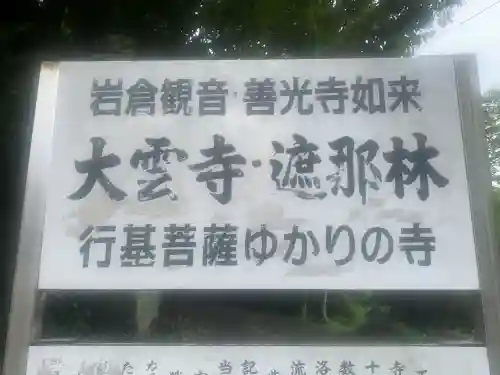 岩倉観音・善光寺如来
大雲寺・遮那林
行基菩薩ゆかりの寺